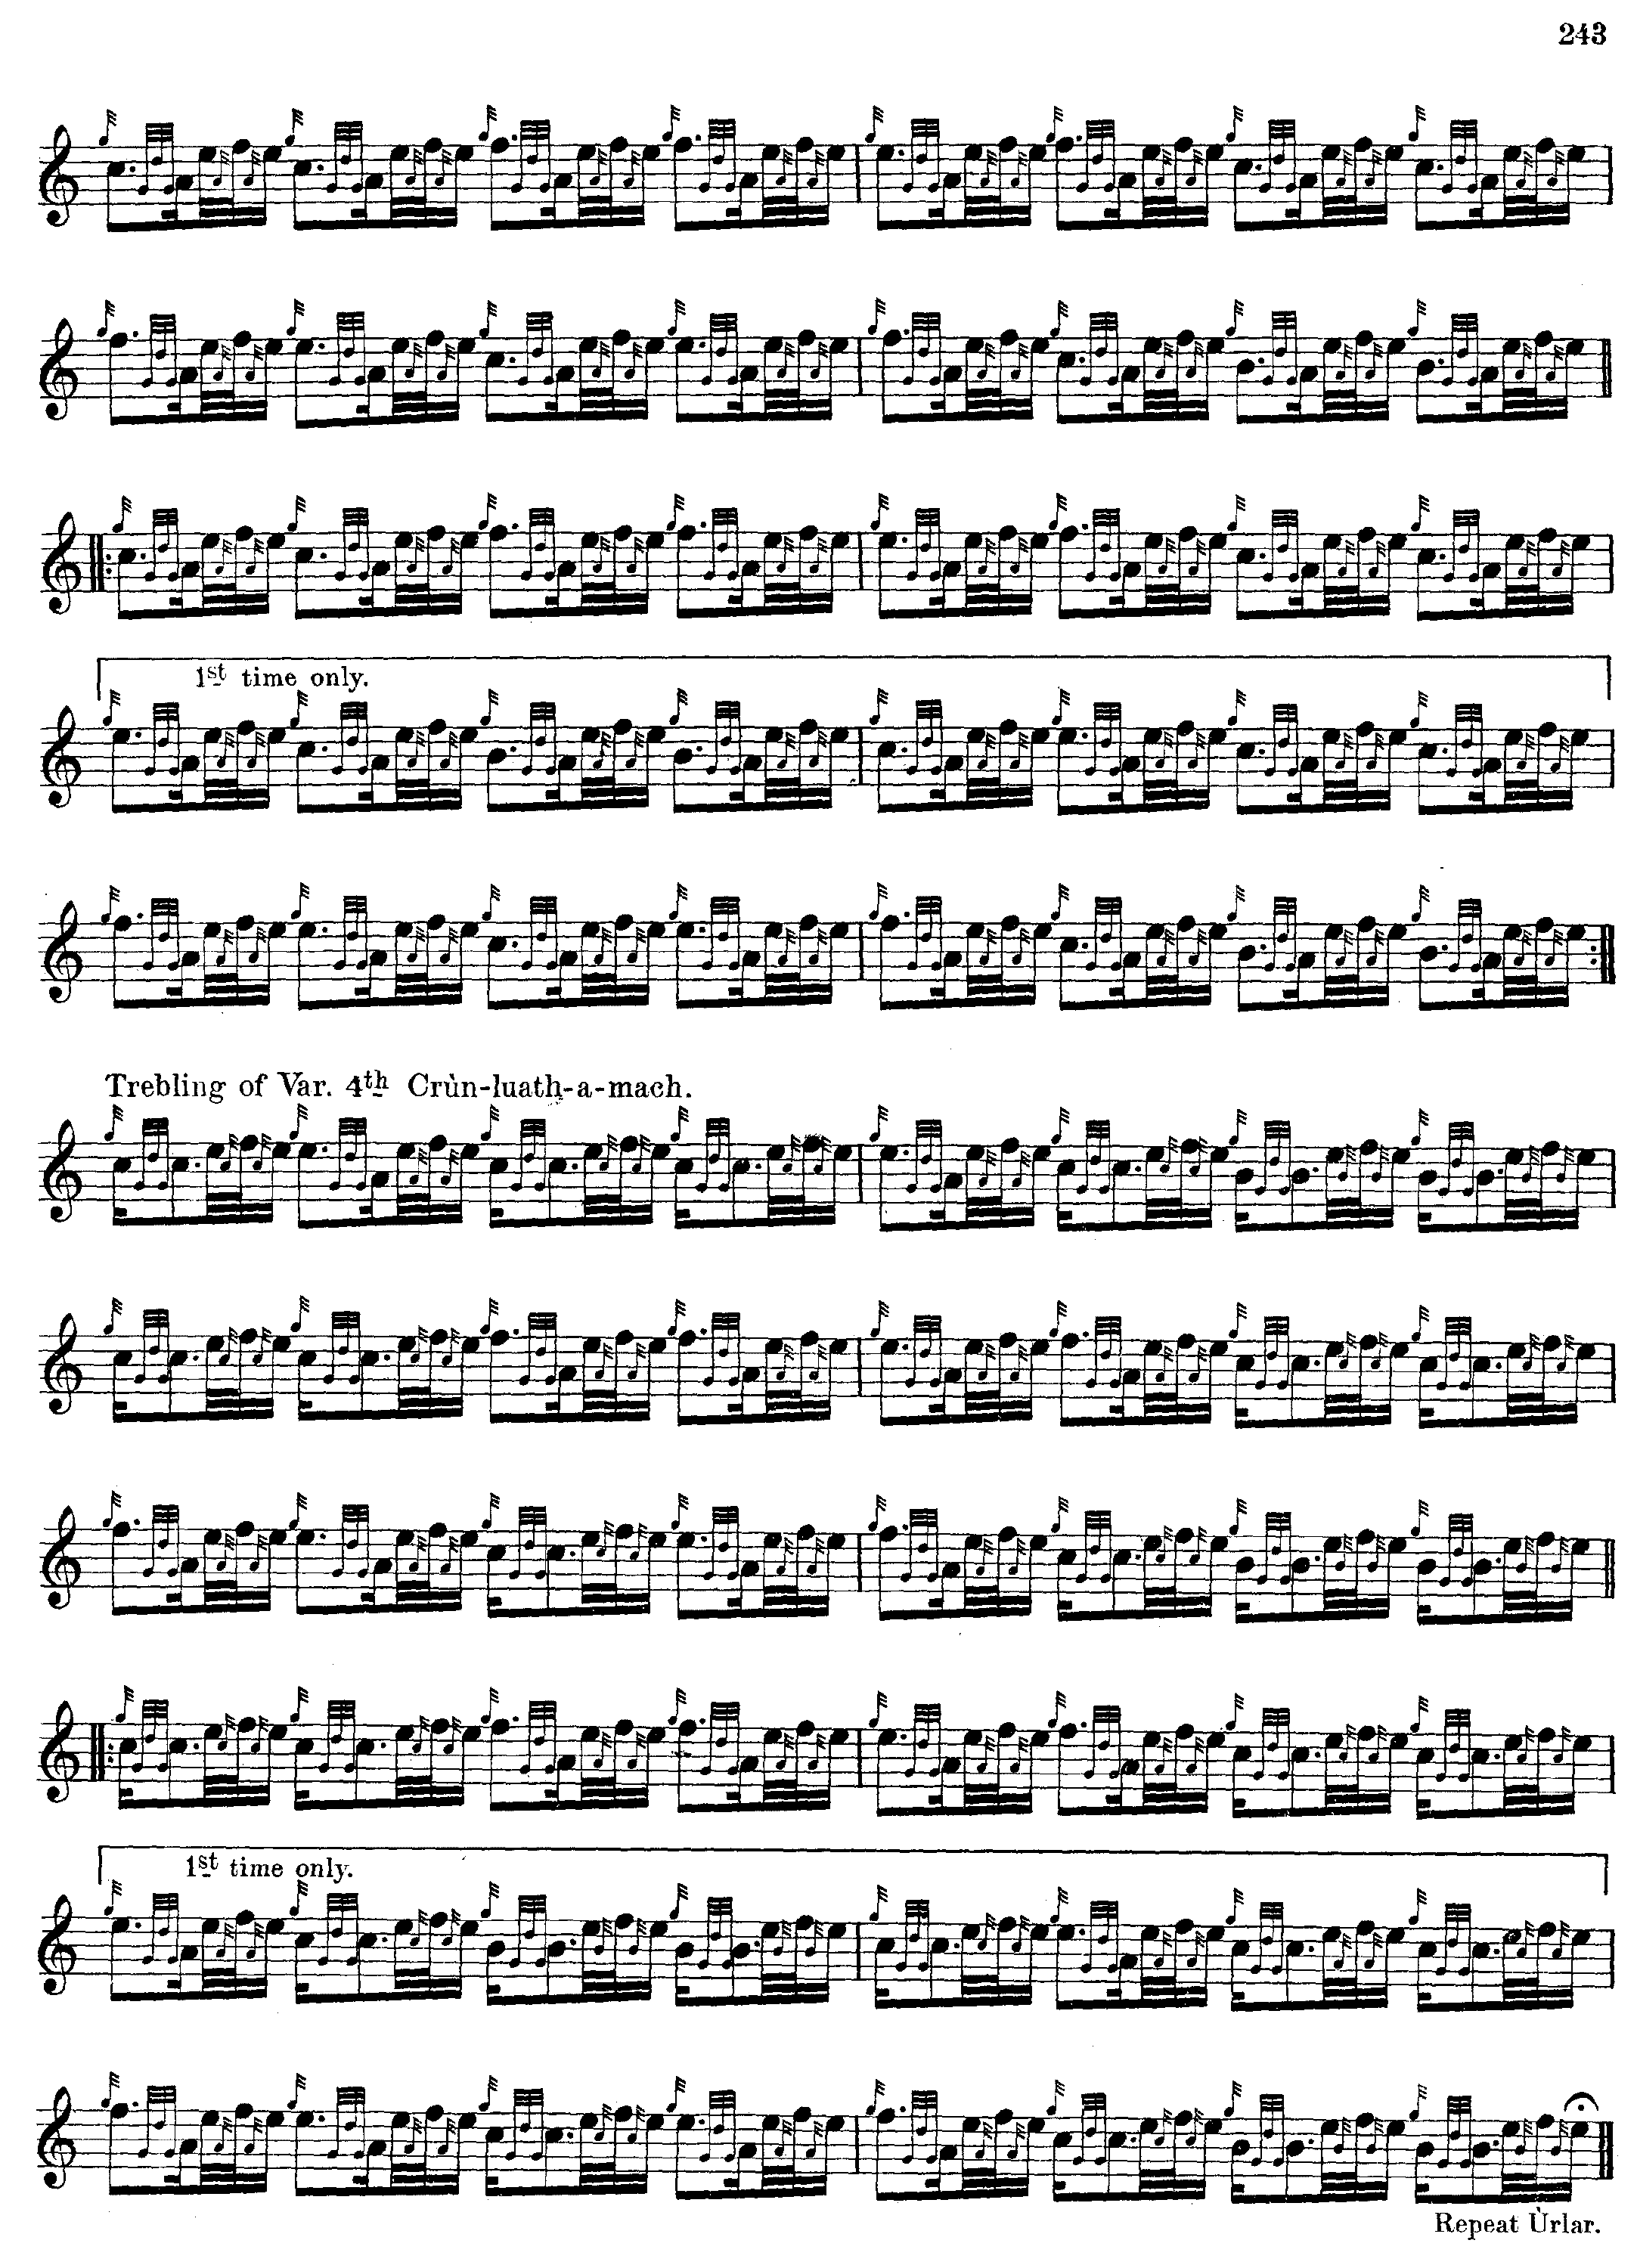 243
1st time only.
Trebling of Var. 4th Crùn-luath-a-mach.
1st time only.
Repeat Ùrlar.